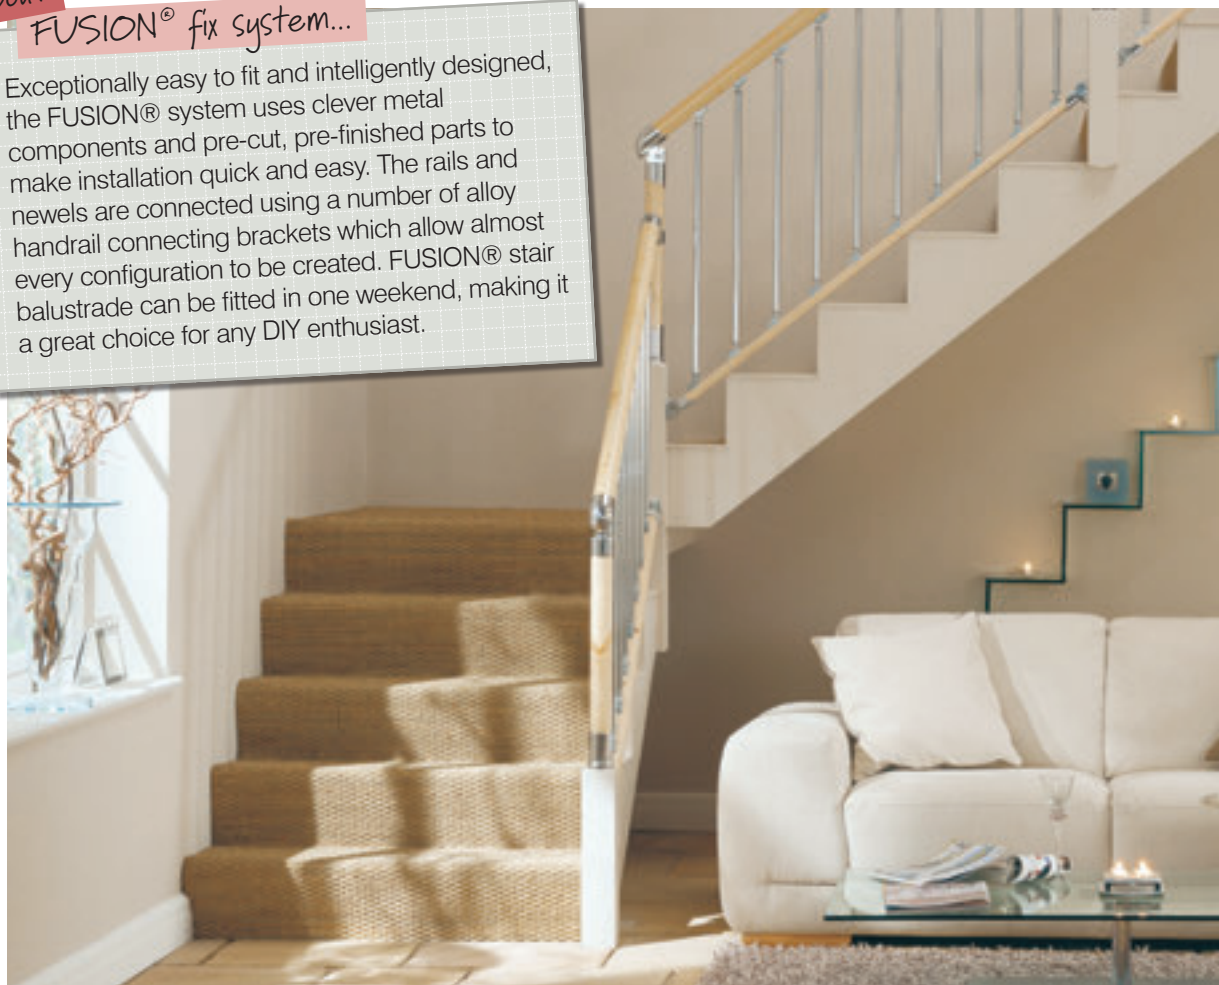 FUSION® fix system...
Exceptionally easy to fit and intelligently designed,
the FUSION® system uses clever metal
components and pre-cut, pre-finished parts to
make installation quick and easy. The rails and
newels are connected using a number of alloy
handrail connecting brackets which allow almost
every configuration to be created. FUSION® stair
balustrade can be fitted in one weekend, making it
a great choice for any DIY enthusiast.